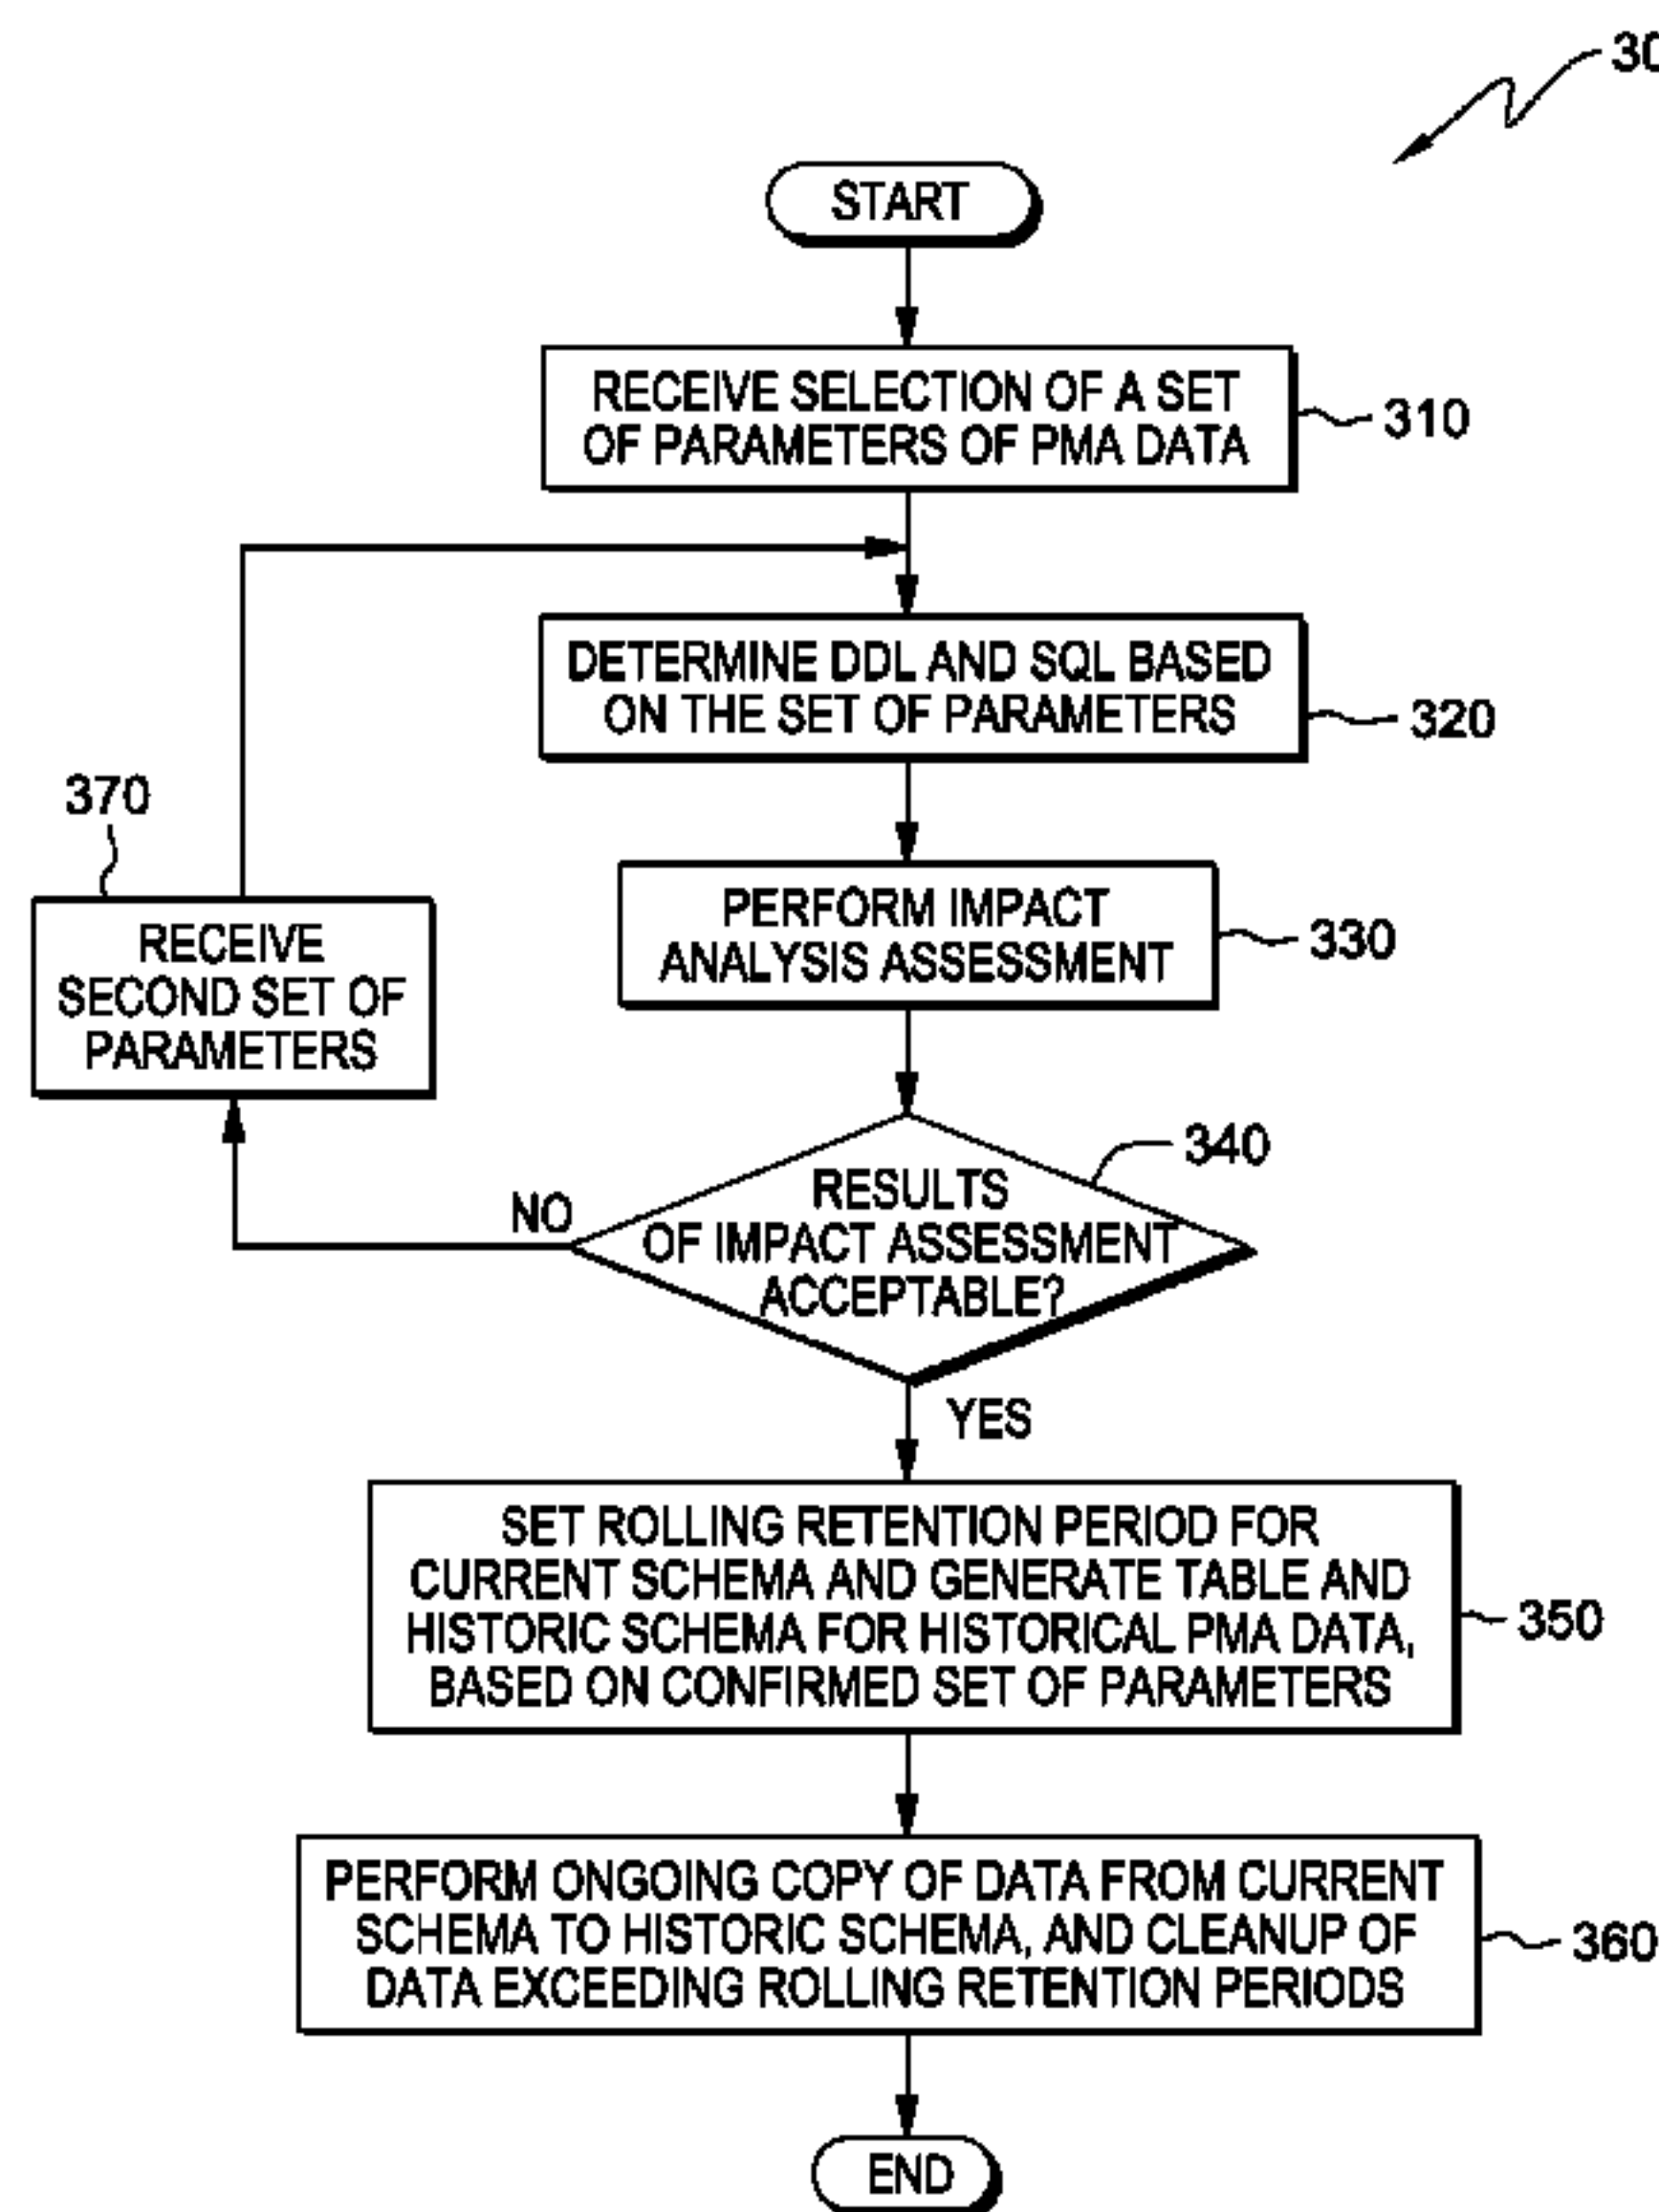 30
START
RECEIVE SELECTION OF A SET
OF PARAMETERS OF PMA DATA
310
DETERMINE DDL AND SQL BASED
ON THE SET OF PARAMETERS
320
370
RECEIVE
SECOND SET OF
PARAMETERS
PERFORM IMPACT
ANALYSIS ASSESSMENT
330
340
RESULTS
OF IMPACT ASSESSMENT
ACCEPTABLE?
NO
YES
SET ROLLING RETENTION PERIOD FOR
CURRENT SCHEMA AND GENERATE TABLE AND
HISTORIC SCHEMA FOR HISTORICAL PMA DATA,
BASED ON CONFIRMED SET OF PARAMETERS
350
PERFORM ONGOING COPY OF DATA FROM CURRENT
SCHEMA TO HISTORIC SCHEMA, AND CLEANUP OF
DATA EXCEEDING ROLLING RETENTION PERIODS
360
END